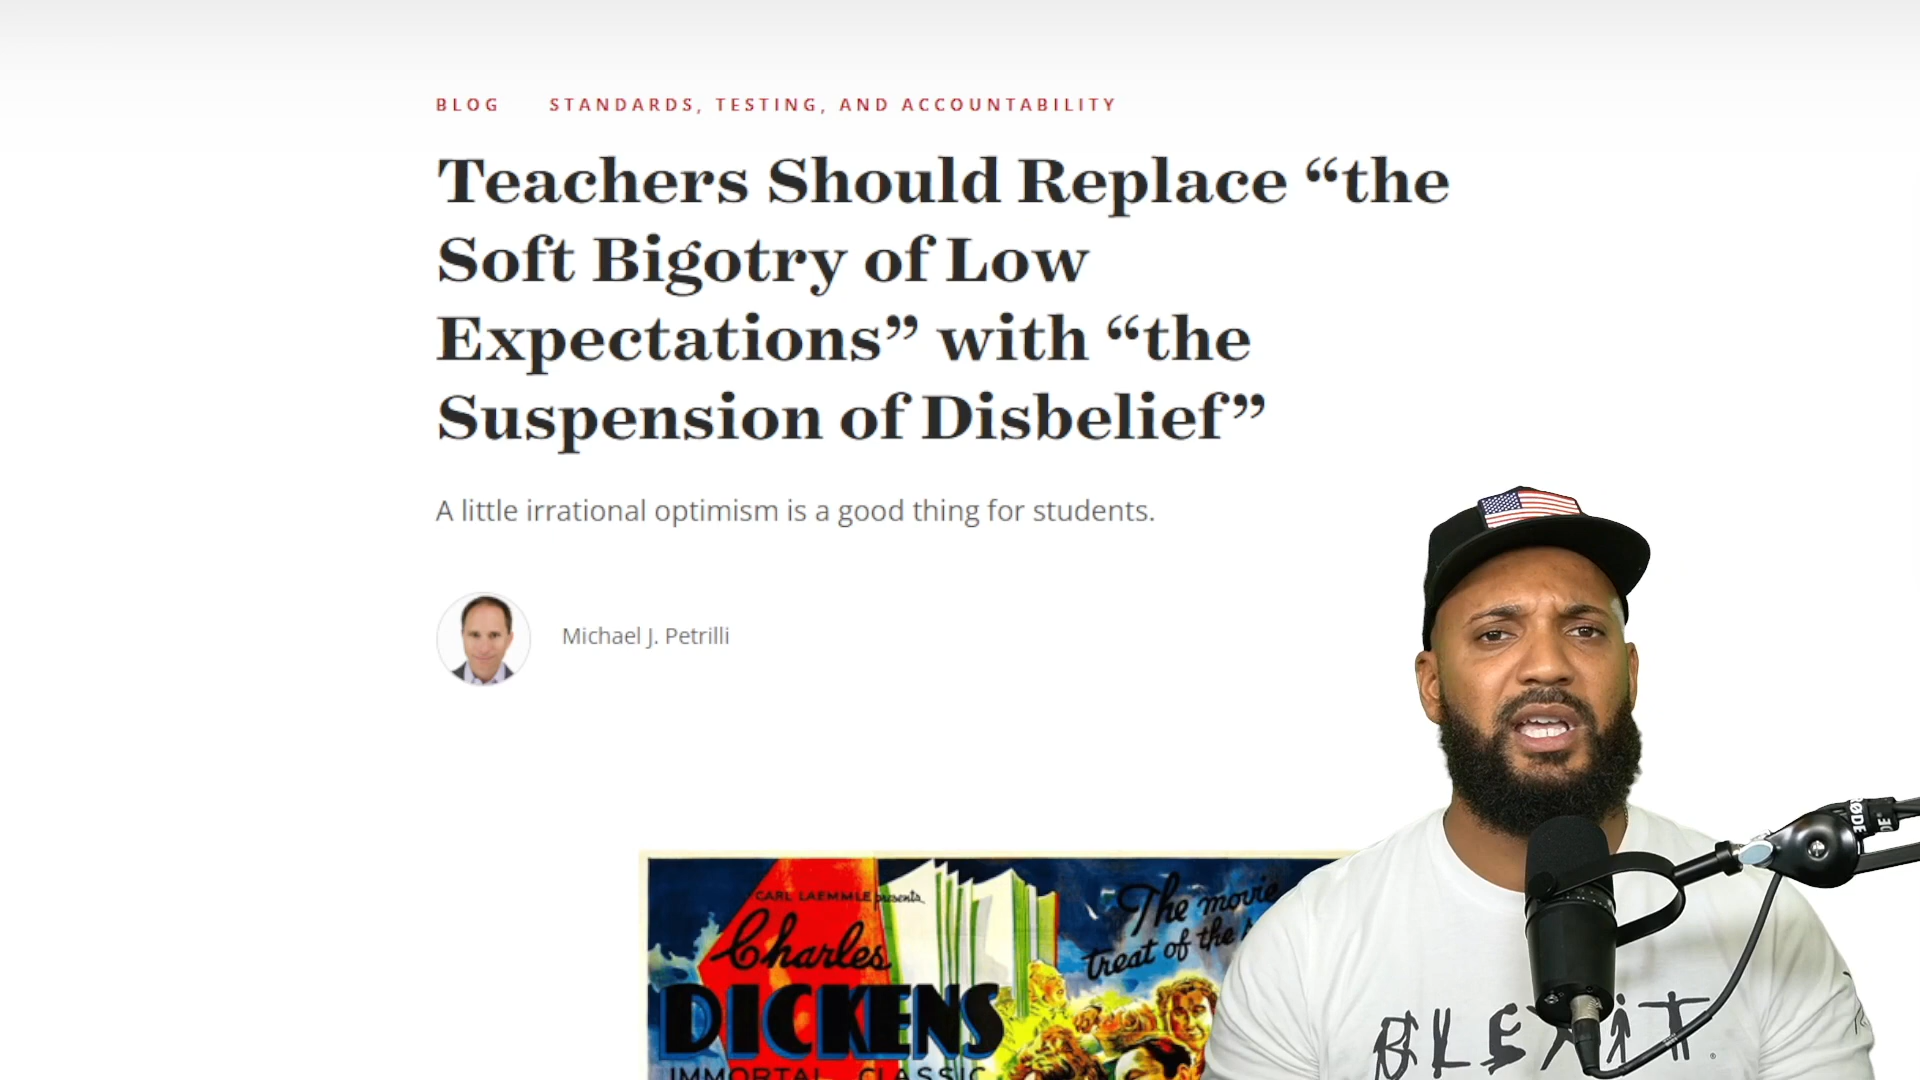 BLOG STANDARDS, TESTING, AND ACCOUNTABILITY
Teachers Should Replace “the
Soft Bigotry of Low
Expectations” with “the
Suspension of Disbelief”
A little irrational optimism is a good thing for students.
Michael J. Petrilli
CARL LAEMMLE presents
Charles
DICKENS
IMMORTAL CLASSIC
The movie
treat of the
RØDE
BLEXIT